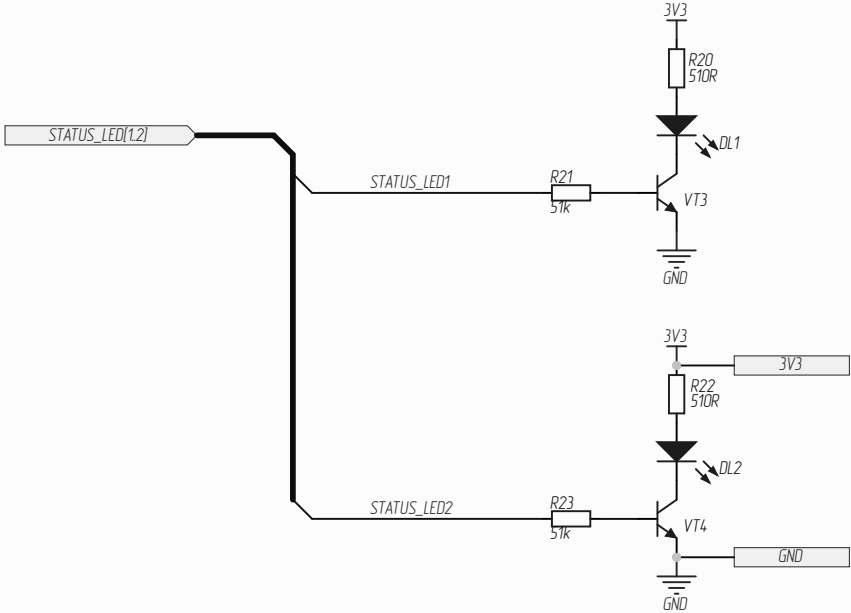 3V3
R20
510R
STATUS_LED[1..2]
DL1
STATUS_LED1
R21
51k
VT3
GND
3V3
3V3
R22
510R
DL2
STATUS_LED2
R23
51k
VT4
GND
GND